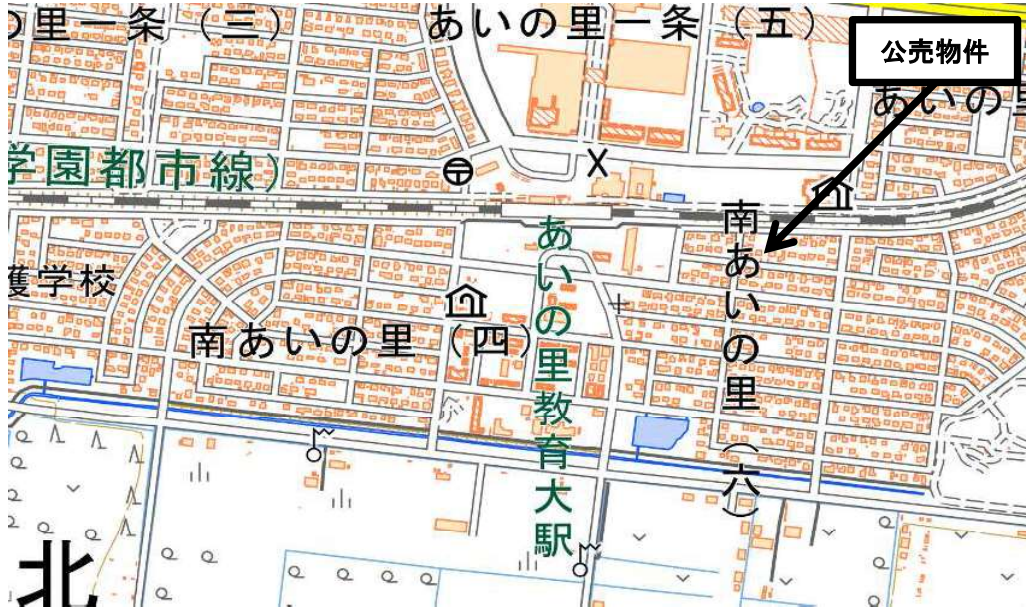 の里一条(三)
あいの里一条(五)
公売物件
あいの里
学園都市線)
護学校
南あいの里(四)
あいの里教育大駅
南あいの里(六)
北